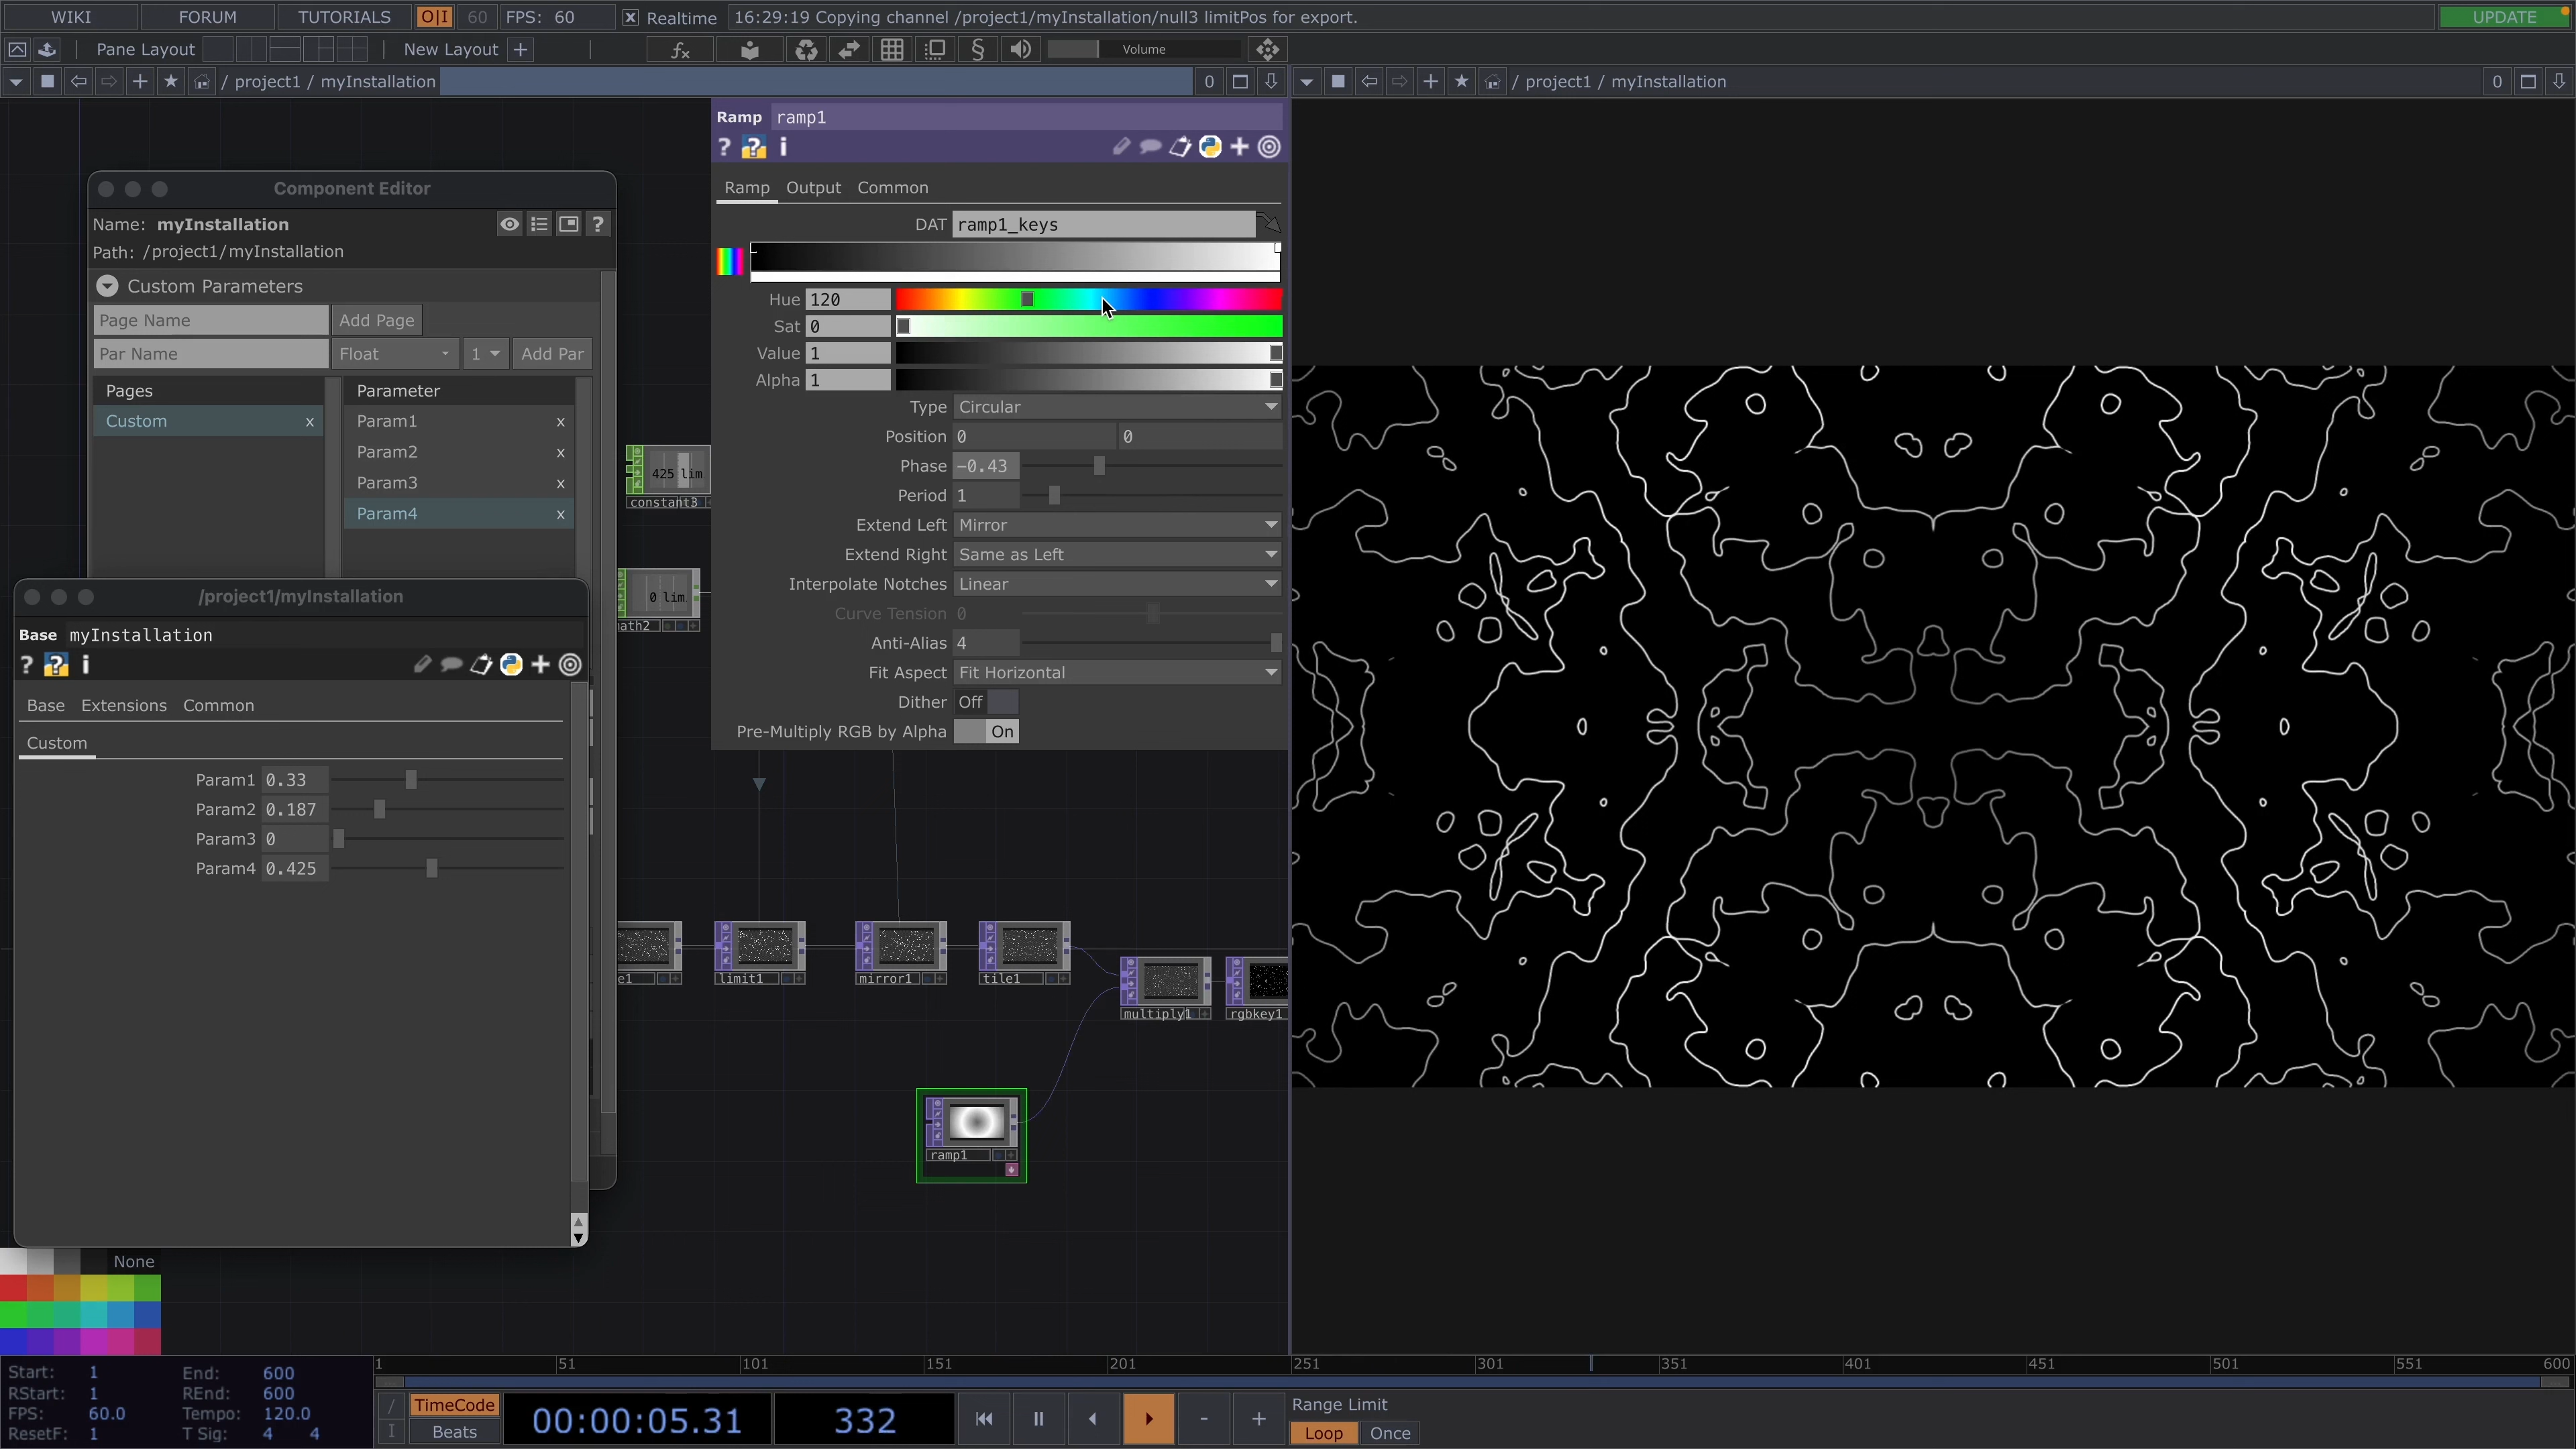 WIKI FORUM TUTORIALS O|I 60 FPS: 60 x Realtime 16:29:19 Copying channel /project1/myInstallation/null3 limitPos for export. UPDATE
Pane Layout New Layout + Volume
/ project1 / myInstallation 0 / project1 / myInstallation 0
Ramp ramp1
Ramp Output Common
DAT ramp1_keys
Hue 120
Sat 0
Value 1
Alpha 1
Type Circular
Position 0 0
Phase -0.43
Period 1
Extend Left Mirror
Extend Right Same as Left
Interpolate Notches Linear
Curve Tension 0
Anti-Alias 4
Fit Aspect Fit Horizontal
Dither Off
Pre-Multiply RGB by Alpha On
Component Editor
Name: myInstallation
Path: /project1/myInstallation
Custom Parameters
Page Name Add Page
Par Name Float 1 Add Par
Pages Parameter
Custom x Param1 x
Param2 x
Param3 x
Param4 x
425 lim
constant3
0 lim
ath2
/project1/myInstallation
Base myInstallation
Base Extensions Common
Custom
Param1 0.33
Param2 0.187
Param3 0
Param4 0.425
e1 limit1 mirror1 tile1
multiply1 rgbkey1
ramp1
None
Start: 1 End: 600
RStart: 1 REnd: 600
FPS: 60.0 Tempo: 120.0
ResetF: 1 T Sig: 4 4
1 51 101 151 201 251 301 351 401 451 501 551 600
TimeCode
Beats
00:00:05.31 332
- +
Range Limit
Loop Once